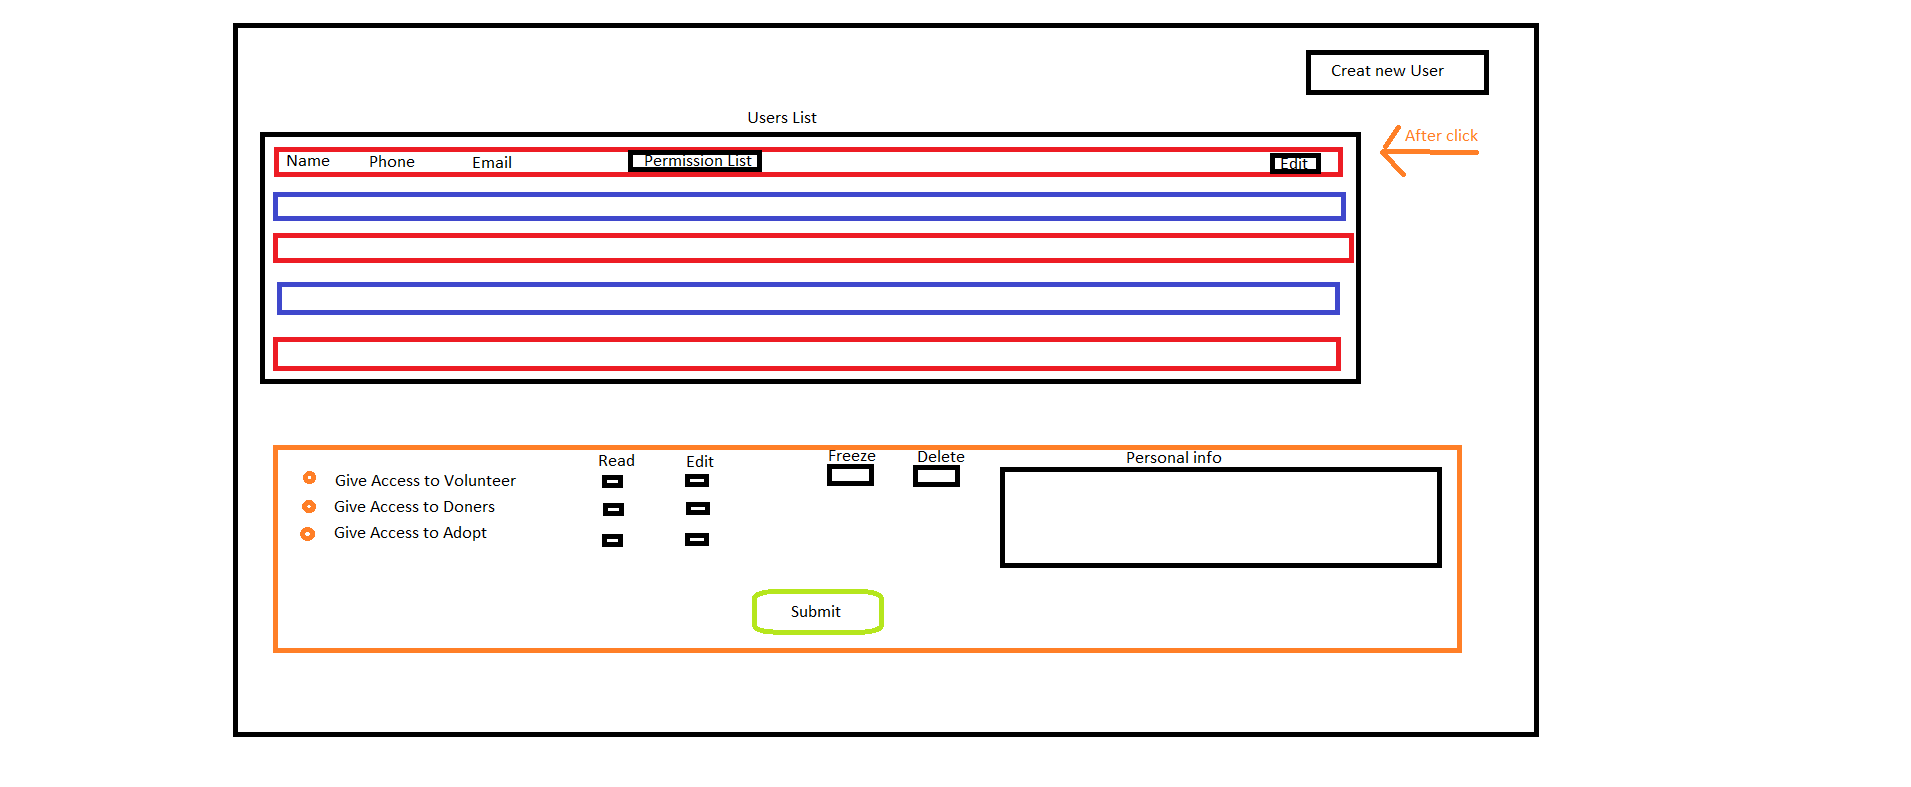 Creat new User
Users List
After click
Name Phone Email Permission List Edit
Read Edit Freeze Delete Personal info
Give Access to Volunteer
Give Access to Doners
Give Access to Adopt
Submit